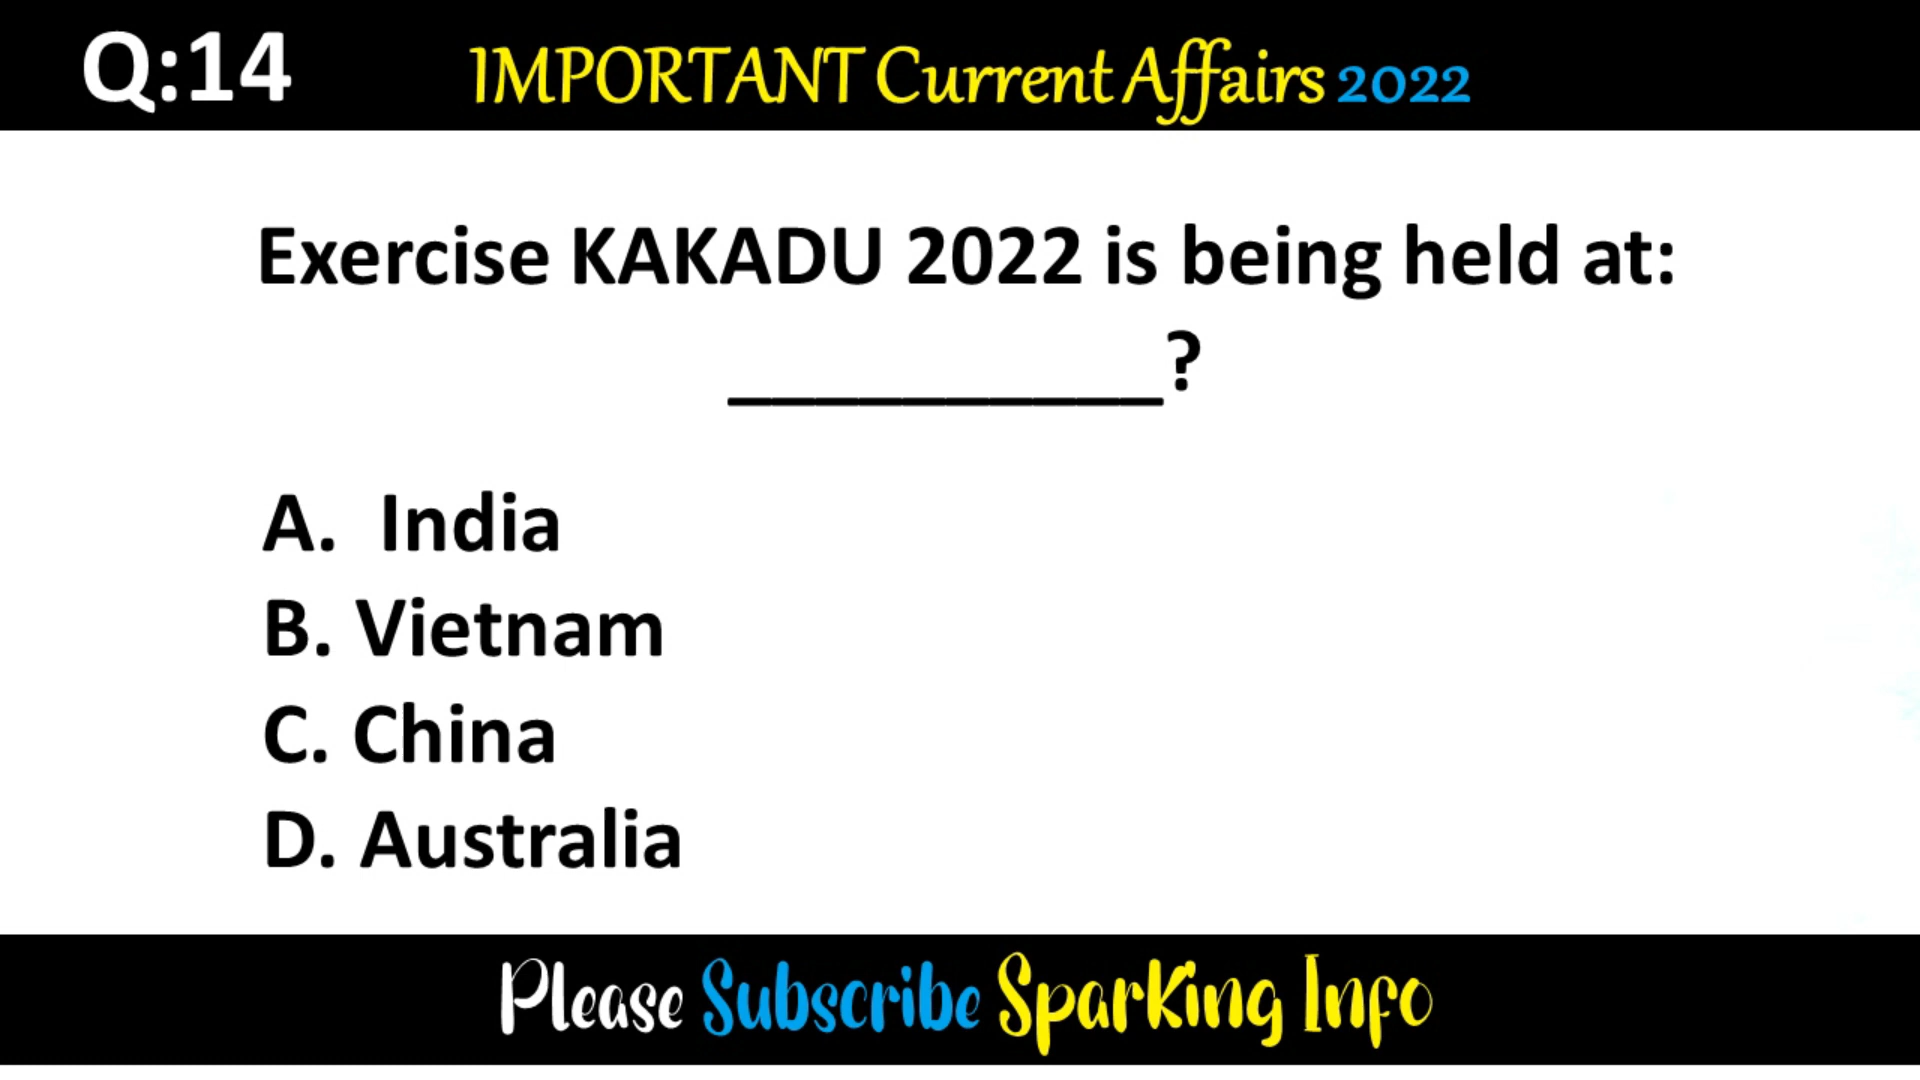 Q:14 IMPORTANT Current Affairs 2022
Exercise KAKADU 2022 is being held at:
__________?
A. India
B. Vietnam
C. China
D. Australia
Please Subscribe Sparking Info